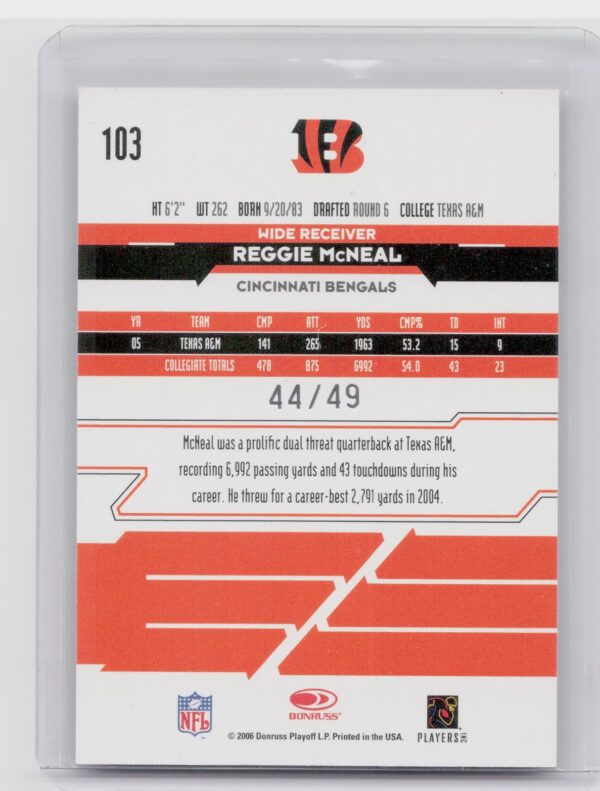 103
B
HT 6'2" WT 262 BORN 9/20/83 DRAFTED ROUND 6 COLLEGE TEXAS A&M
WIDE RECEIVER
REGGIE McNEAL
CINCINNATI BENGALS
YR TEAM CMP ATT YDS CMP% TD INT
05 TEXAS A&M 141 265 1963 53.2 15 9
COLLEGIATE TOTALS 478 875 6992 54.0 43 23
44/49
McNeal was a prolific dual threat quarterback at Texas A&M,
recording 6,992 passing yards and 43 touchdowns during his
career. He threw for a career-best 2,791 yards in 2004.
NFL
DONRUSS
PLAYERS INC
© 2006 Donruss Playoff L.P. Printed in the USA.